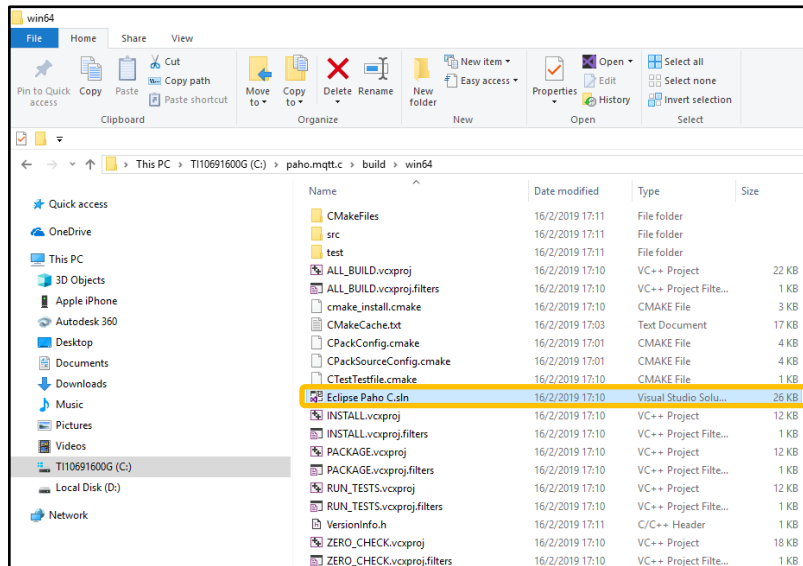 win64
File Home Share View
Pin to Quick access
Copy
Paste
Cut
Copy path
Paste shortcut
Move to
Copy to
Delete
Rename
New folder
New item
Easy access
Properties
Open
Edit
History
Select all
Select none
Invert selection
Clipboard Organize New Open Select
This PC > TI10691600G (C:) > paho.mqtt.c > build > win64
Name Date modified Type Size
Quick access
OneDrive
This PC
3D Objects
Apple iPhone
Autodesk 360
Desktop
Documents
Downloads
Music
Pictures
Videos
TI10691600G (C:)
Local Disk (D:)
Network
CMakeFiles 16/2/2019 17:11 File folder
src 16/2/2019 17:11 File folder
test 16/2/2019 17:11 File folder
ALL_BUILD.vcxproj 16/2/2019 17:10 VC++ Project 22 KB
ALL_BUILD.vcxproj.filters 16/2/2019 17:10 VC++ Project Filte... 1 KB
cmake_install.cmake 16/2/2019 17:10 CMAKE File 3 KB
CMakeCache.txt 16/2/2019 17:03 Text Document 17 KB
CPackConfig.cmake 16/2/2019 17:01 CMAKE File 4 KB
CPackSourceConfig.cmake 16/2/2019 17:01 CMAKE File 4 KB
CTestTestfile.cmake 16/2/2019 17:10 CMAKE File 1 KB
Eclipse Paho C.sln 16/2/2019 17:10 Visual Studio Solu... 26 KB
INSTALL.vcxproj 16/2/2019 17:10 VC++ Project 12 KB
INSTALL.vcxproj.filters 16/2/2019 17:10 VC++ Project Filte... 1 KB
PACKAGE.vcxproj 16/2/2019 17:10 VC++ Project 12 KB
PACKAGE.vcxproj.filters 16/2/2019 17:10 VC++ Project Filte... 1 KB
RUN_TESTS.vcxproj 16/2/2019 17:10 VC++ Project 12 KB
RUN_TESTS.vcxproj.filters 16/2/2019 17:10 VC++ Project Filte... 1 KB
VersionInfo.h 16/2/2019 17:11 C/C++ Header 1 KB
ZERO_CHECK.vcxproj 16/2/2019 17:10 VC++ Project 18 KB
ZERO_CHECK.vcxproj.filters 16/2/2019 17:10 VC++ Project Filte... 1 KB